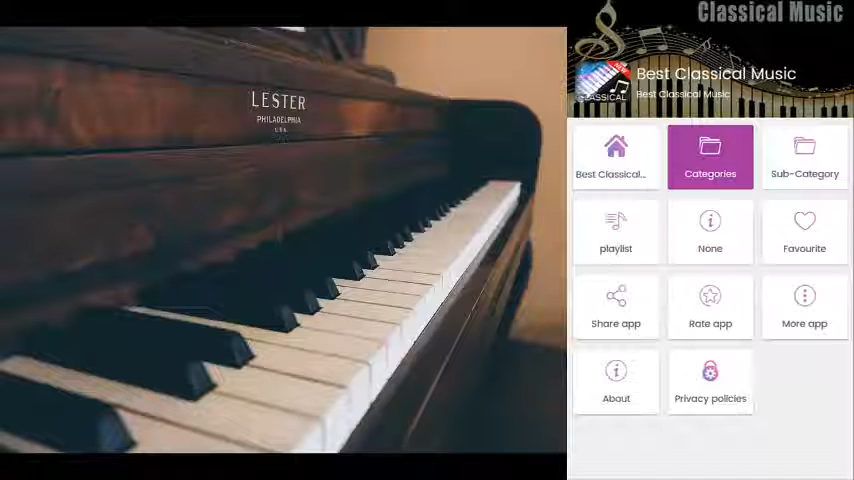 LESTER
PHILADELPHIA
U.S.A.
Classical Music
NEW
CLASSICAL
Best Classical Music
Best Classical Music
Best Classical...
Categories
Sub-Category
playlist
None
Favourite
Share app
Rate app
More app
About
Privacy policies